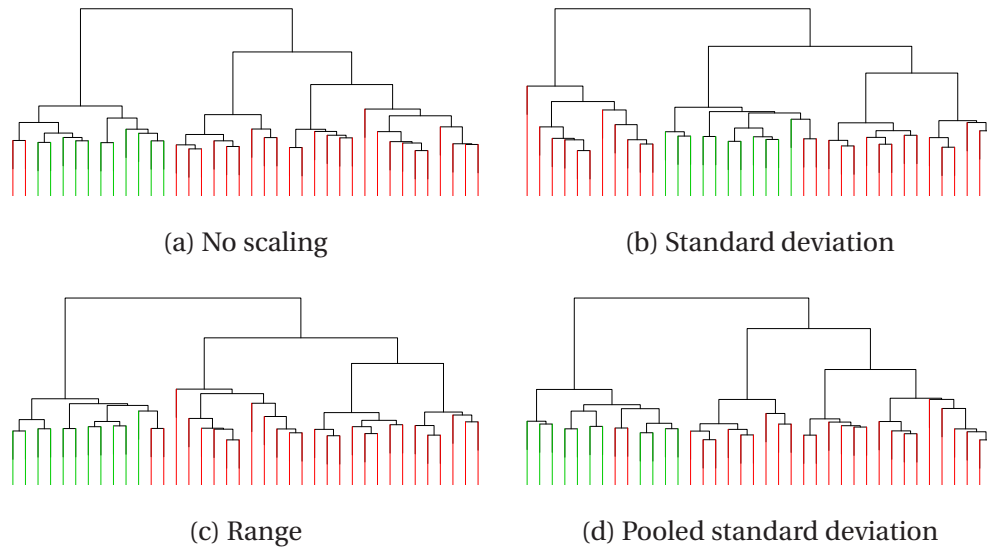 (a) No scaling
(b) Standard deviation
(c) Range
(d) Pooled standard deviation